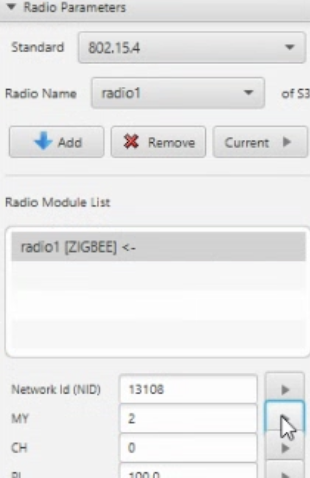 Radio Parameters
Standard 802.15.4
Radio Name radio1 of S3
Add Remove Current
Radio Module List
radio1 [ZIGBEE] <-
Network Id (NID) 13108
MY 2
CH 0
PL 100.0